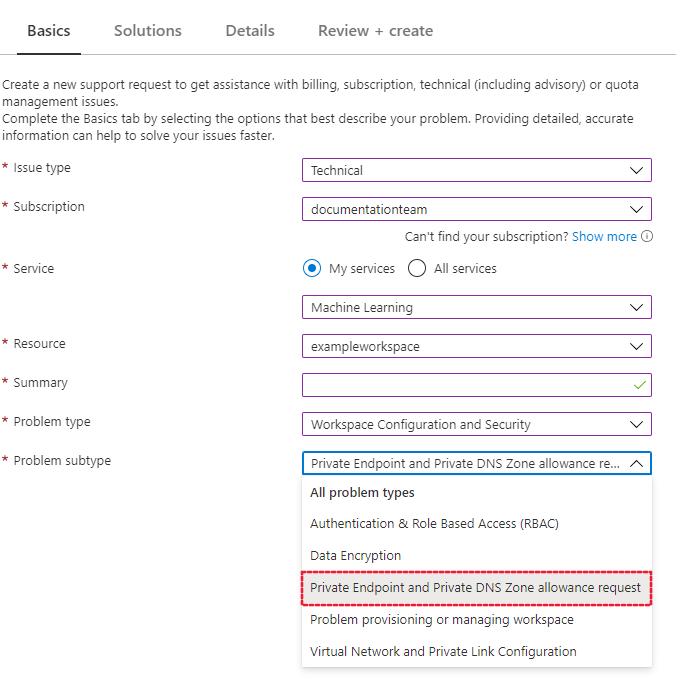 Basics Solutions Details Review + create
Create a new support request to get assistance with billing, subscription, technical (including advisory) or quota
management issues.
Complete the Basics tab by selecting the options that best describe your problem. Providing detailed, accurate
information can help to solve your issues faster.
* Issue type Technical
* Subscription documentationteam
Can't find your subscription? Show more
* Service My services All services
Machine Learning
* Resource exampleworkspace
* Summary
* Problem type Workspace Configuration and Security
* Problem subtype Private Endpoint and Private DNS Zone allowance re...
All problem types
Authentication & Role Based Access (RBAC)
Data Encryption
Private Endpoint and Private DNS Zone allowance request
Problem provisioning or managing workspace
Virtual Network and Private Link Configuration